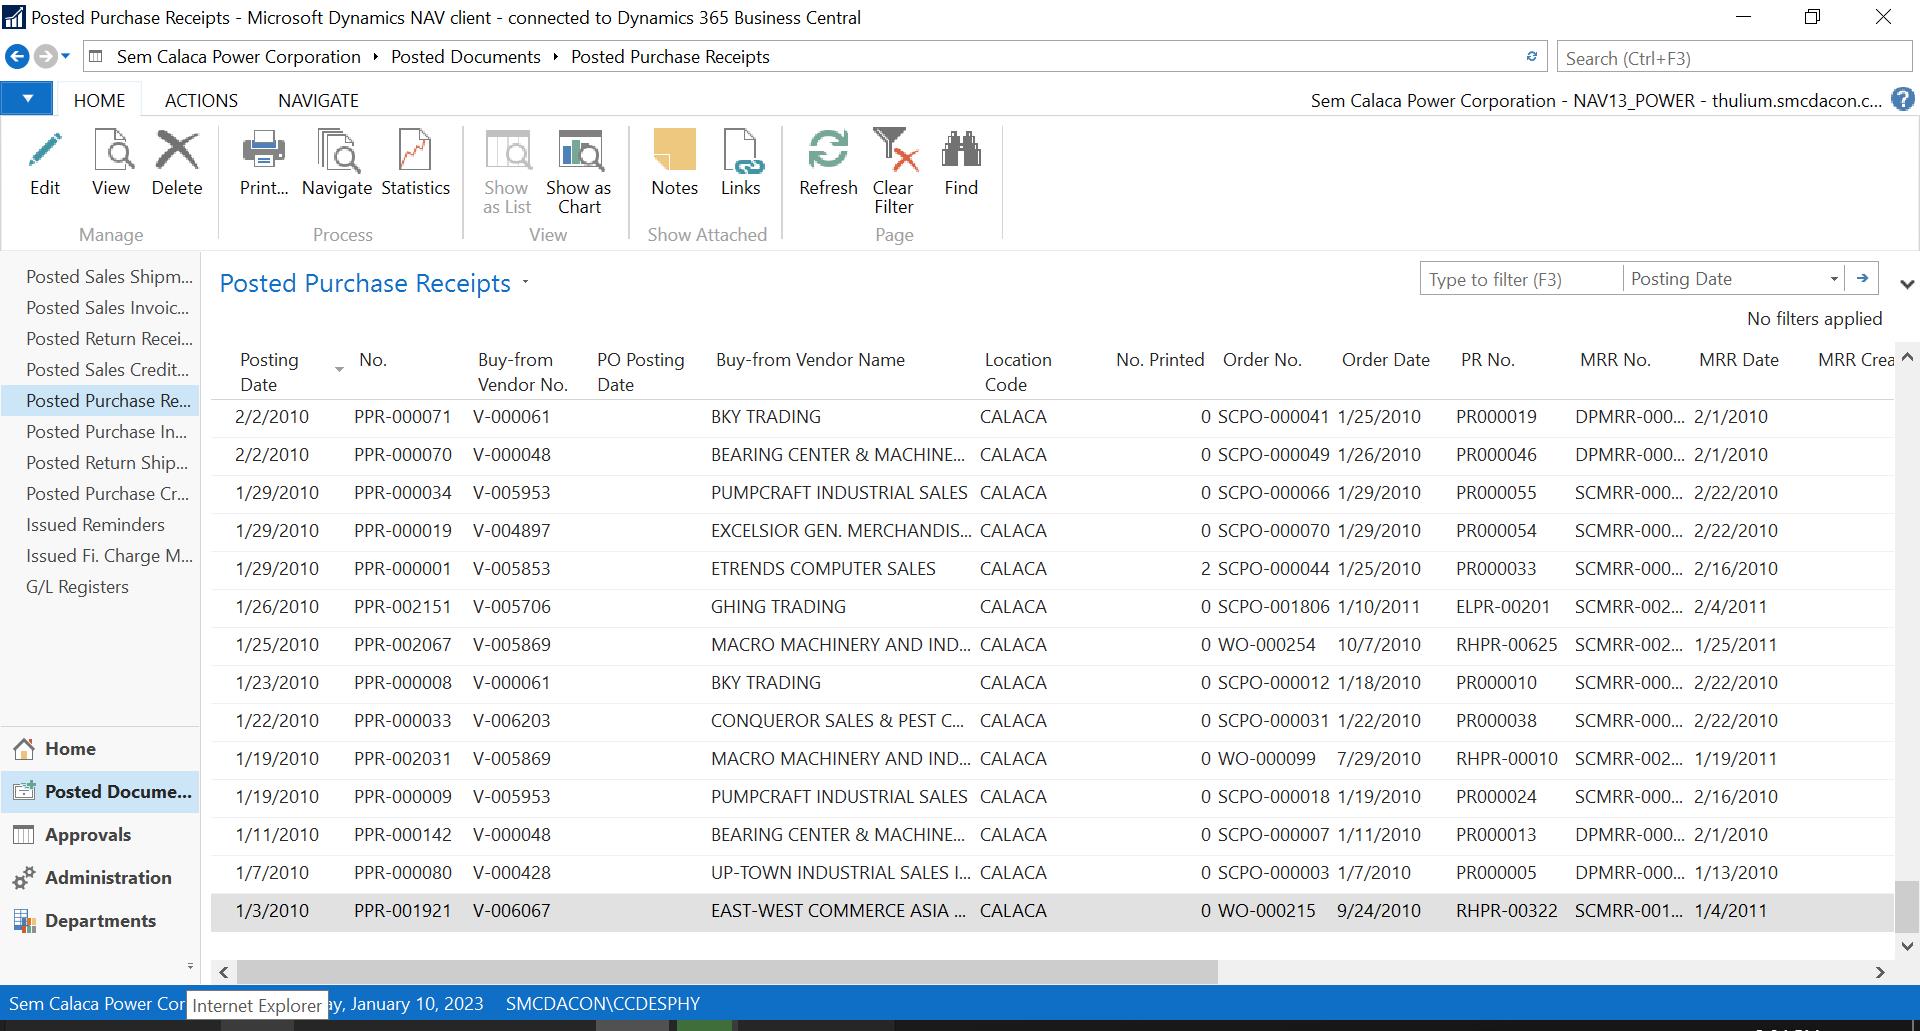 Posted Purchase Receipts - Microsoft Dynamics NAV client - connected to Dynamics 365 Business Central
Sem Calaca Power Corporation Posted Documents Posted Purchase Receipts Search (Ctrl+F3)
HOME ACTIONS NAVIGATE Sem Calaca Power Corporation - NAV13_POWER - thulium.smcdacon.c... ?
Edit View Delete Print... Navigate Statistics Show as List Show as Chart Notes Links Refresh Clear Filter Find
Manage Process View Show Attached Page
Posted Sales Shipm...
Posted Sales Invoic...
Posted Return Recei...
Posted Sales Credit...
Posted Purchase Re...
Posted Purchase In...
Posted Return Ship...
Posted Purchase Cr...
Issued Reminders
Issued Fi. Charge M...
G/L Registers
Home
Posted Docume...
Approvals
Administration
Departments
Posted Purchase Receipts Type to filter (F3) Posting Date
No filters applied
Posting Date No. Buy-from Vendor No. PO Posting Date Buy-from Vendor Name Location Code No. Printed Order No. Order Date PR No. MRR No. MRR Date MRR Crea
2/2/2010 PPR-000071 V-000061 BKY TRADING CALACA 0 SCPO-000041 1/25/2010 PR000019 DPMRR-000... 2/1/2010
2/2/2010 PPR-000070 V-000048 BEARING CENTER & MACHINE... CALACA 0 SCPO-000049 1/26/2010 PR000046 DPMRR-000... 2/1/2010
1/29/2010 PPR-000034 V-005953 PUMPCRAFT INDUSTRIAL SALES CALACA 0 SCPO-000066 1/29/2010 PR000055 SCMRR-000... 2/22/2010
1/29/2010 PPR-000019 V-004897 EXCELSIOR GEN. MERCHANDIS... CALACA 0 SCPO-000070 1/29/2010 PR000054 SCMRR-000... 2/22/2010
1/29/2010 PPR-000001 V-005853 ETRENDS COMPUTER SALES CALACA 2 SCPO-000044 1/25/2010 PR000033 SCMRR-000... 2/16/2010
1/26/2010 PPR-002151 V-005706 GHING TRADING CALACA 0 SCPO-001806 1/10/2011 ELPR-00201 SCMRR-002... 2/4/2011
1/25/2010 PPR-002067 V-005869 MACRO MACHINERY AND IND... CALACA 0 WO-000254 10/7/2010 RHPR-00625 SCMRR-002... 1/25/2011
1/23/2010 PPR-000008 V-000061 BKY TRADING CALACA 0 SCPO-000012 1/18/2010 PR000010 SCMRR-000... 2/22/2010
1/22/2010 PPR-000033 V-006203 CONQUEROR SALES & PEST C... CALACA 0 SCPO-000031 1/22/2010 PR000038 SCMRR-000... 2/22/2010
1/19/2010 PPR-002031 V-005869 MACRO MACHINERY AND IND... CALACA 0 WO-000099 7/29/2010 RHPR-00010 SCMRR-002... 1/19/2011
1/19/2010 PPR-000009 V-005953 PUMPCRAFT INDUSTRIAL SALES CALACA 0 SCPO-000018 1/19/2010 PR000024 SCMRR-000... 2/16/2010
1/11/2010 PPR-000142 V-000048 BEARING CENTER & MACHINE... CALACA 0 SCPO-000007 1/11/2010 PR000013 DPMRR-000... 2/1/2010
1/7/2010 PPR-000080 V-000428 UP-TOWN INDUSTRIAL SALES I... CALACA 0 SCPO-000003 1/7/2010 PR000005 DPMRR-000... 1/13/2010
1/3/2010 PPR-001921 V-006067 EAST-WEST COMMERCE ASIA ... CALACA 0 WO-000215 9/24/2010 RHPR-00322 SCMRR-001... 1/4/2011
Sem Calaca Power Cor Internet Explorer ay, January 10, 2023 SMCDACON\CCDESPHY